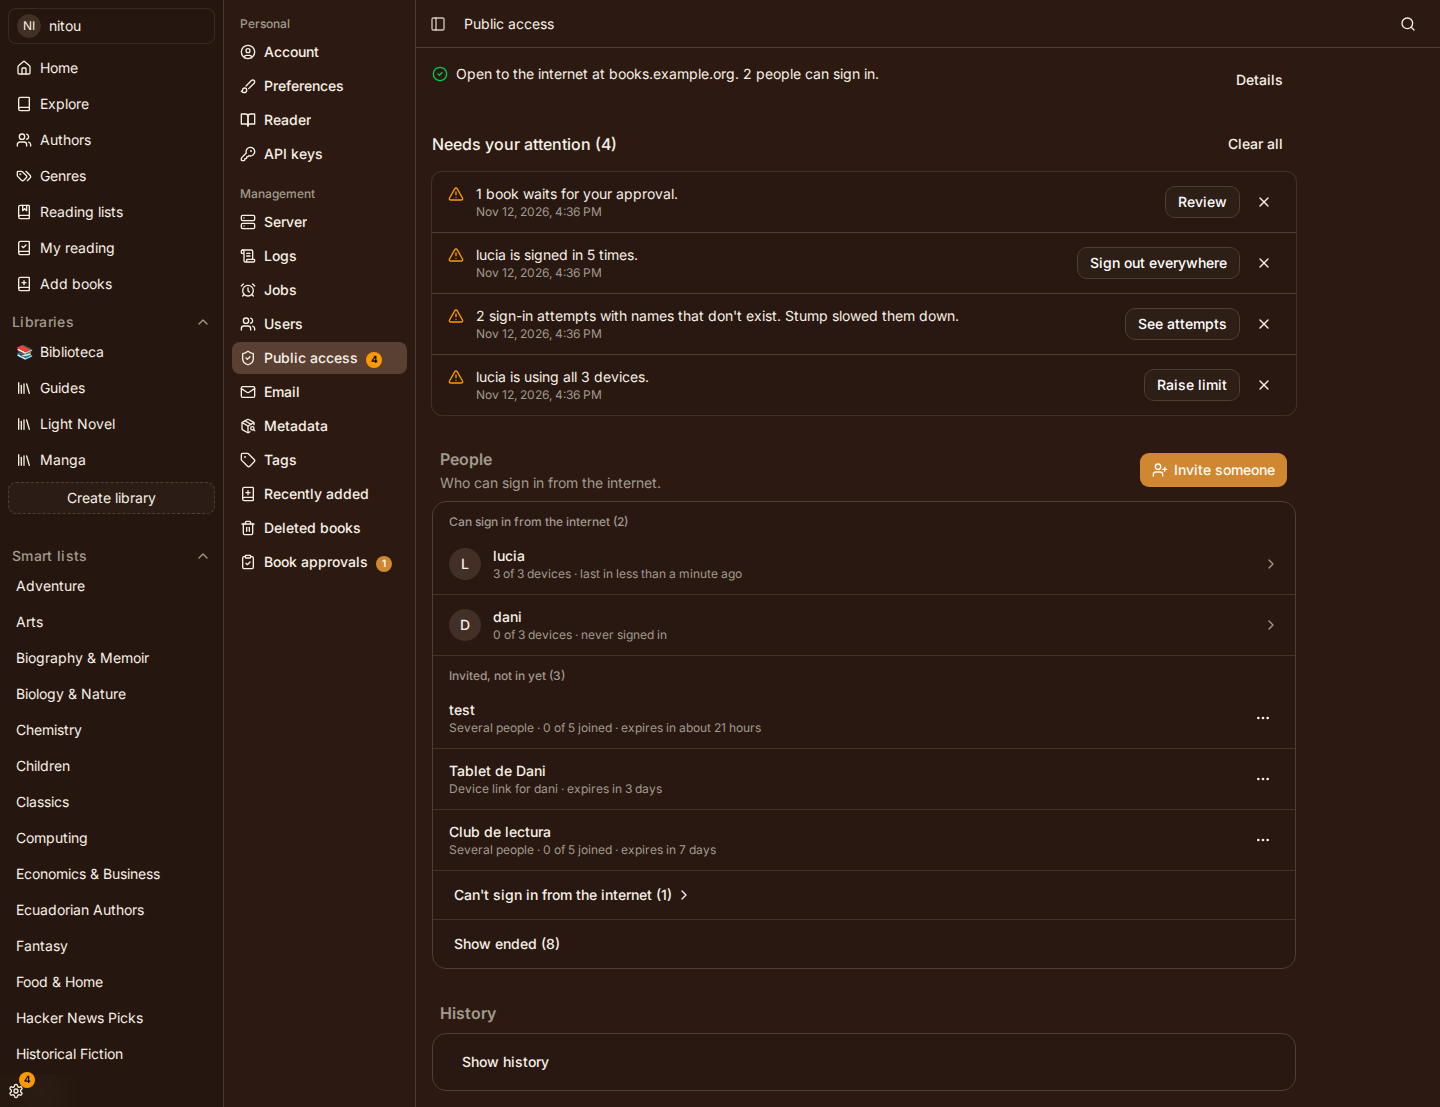 NI nitou
Home
Explore
Authors
Genres
Reading lists
My reading
Add books
Libraries
Biblioteca
Guides
Light Novel
Manga
Create library
Smart lists
Adventure
Arts
Biography & Memoir
Biology & Nature
Chemistry
Children
Classics
Computing
Economics & Business
Ecuadorian Authors
Fantasy
Food & Home
Hacker News Picks
Historical Fiction
4
Personal
Account
Preferences
Reader
API keys
Management
Server
Logs
Jobs
Users
Public access 4
Email
Metadata
Tags
Recently added
Deleted books
Book approvals 1
Public access
Open to the internet at books.example.org. 2 people can sign in.
Details
Needs your attention (4)
Clear all
1 book waits for your approval.
Nov 12, 2026, 4:36 PM
Review
lucia is signed in 5 times.
Nov 12, 2026, 4:36 PM
Sign out everywhere
2 sign-in attempts with names that don't exist. Stump slowed them down.
Nov 12, 2026, 4:36 PM
See attempts
lucia is using all 3 devices.
Nov 12, 2026, 4:36 PM
Raise limit
People
Who can sign in from the internet.
Invite someone
Can sign in from the internet (2)
L
lucia
3 of 3 devices · last in less than a minute ago
D
dani
0 of 3 devices · never signed in
Invited, not in yet (3)
test
Several people · 0 of 5 joined · expires in about 21 hours
Tablet de Dani
Device link for dani · expires in 3 days
Club de lectura
Several people · 0 of 5 joined · expires in 7 days
Can't sign in from the internet (1)
Show ended (8)
History
Show history